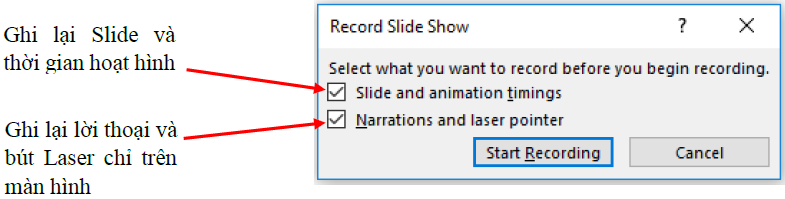 Ghi lại Slide và
thời gian hoạt hình
Ghi lại lời thoại và
bút Laser chỉ trên
màn hình
Record Slide Show
?
Select what you want to record before you begin recording.
Slide and animation timings
Narrations and laser pointer
Start Recording
Cancel